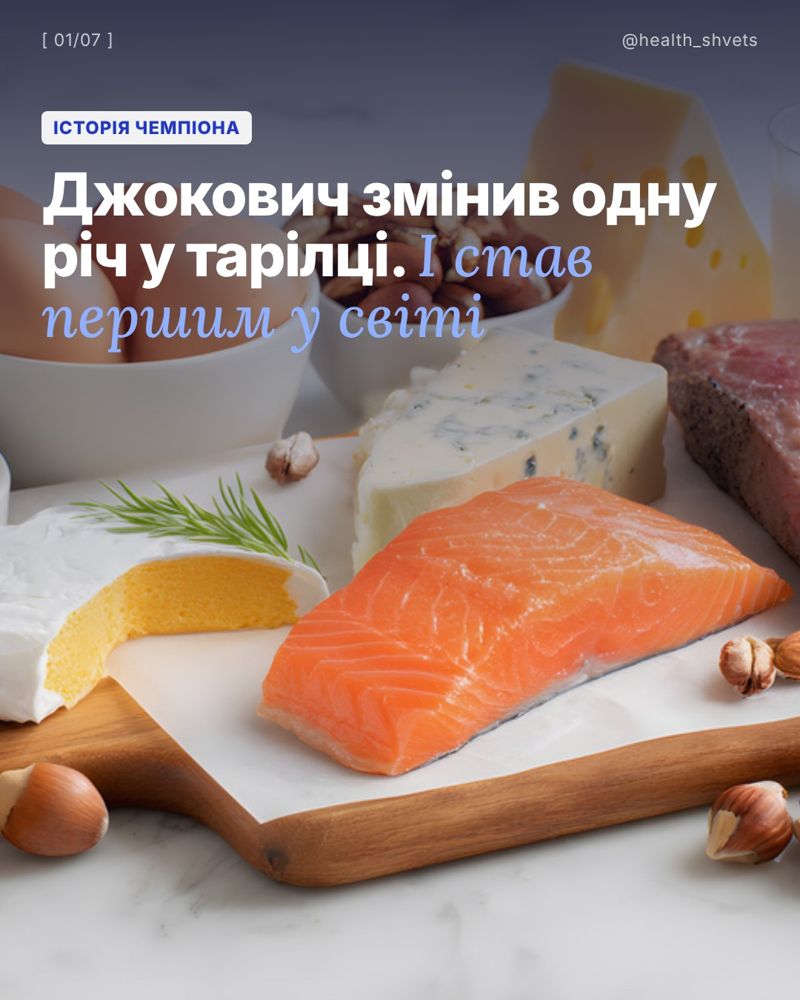 [ 01/07 ]
@health_shvets
ІСТОРІЯ ЧЕМПІОНА
Джокович змінив одну
річ у тарілці. І став
першим у світі